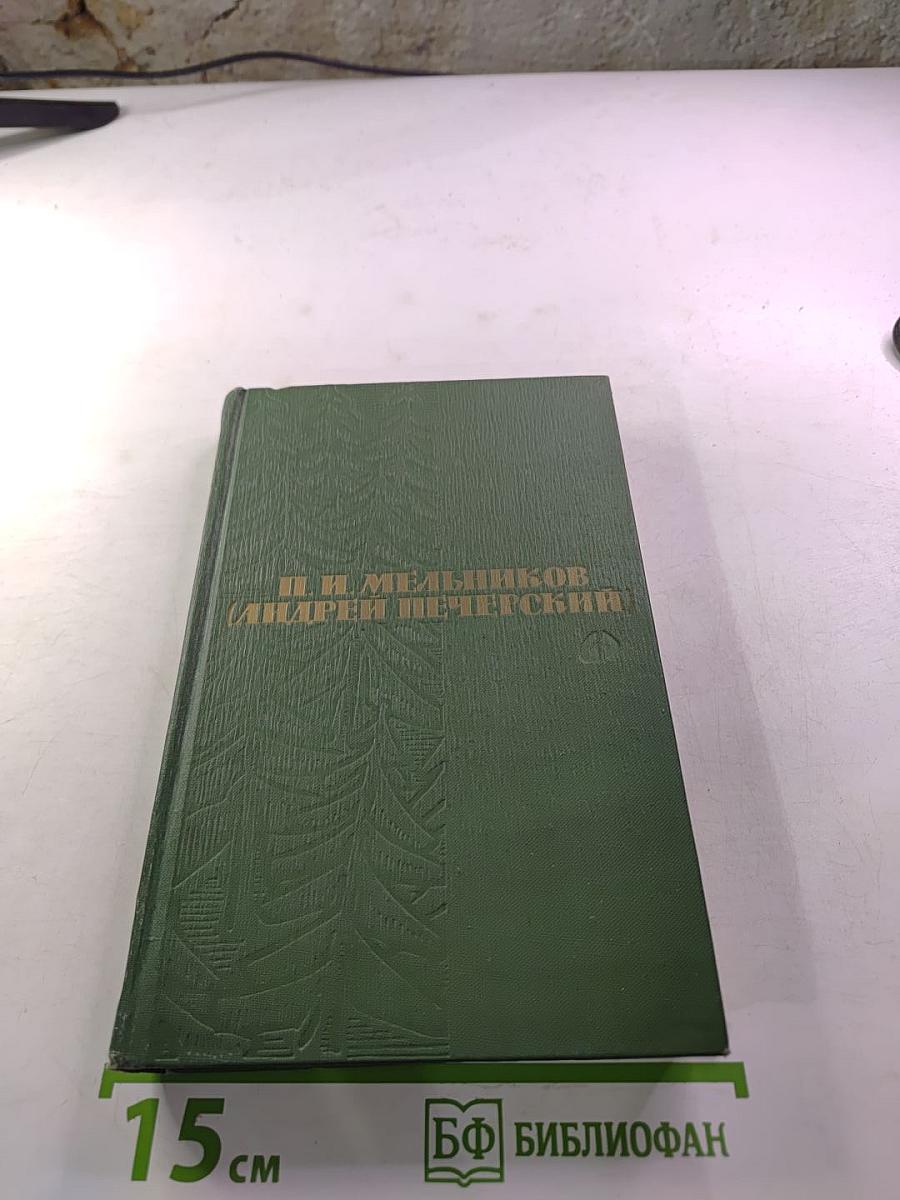 П. И. МЕЛЬНИКОВ
(АНДРЕЙ ПЕЧЕРСКИЙ)
15 СМ
БФ БИБЛИОФАН